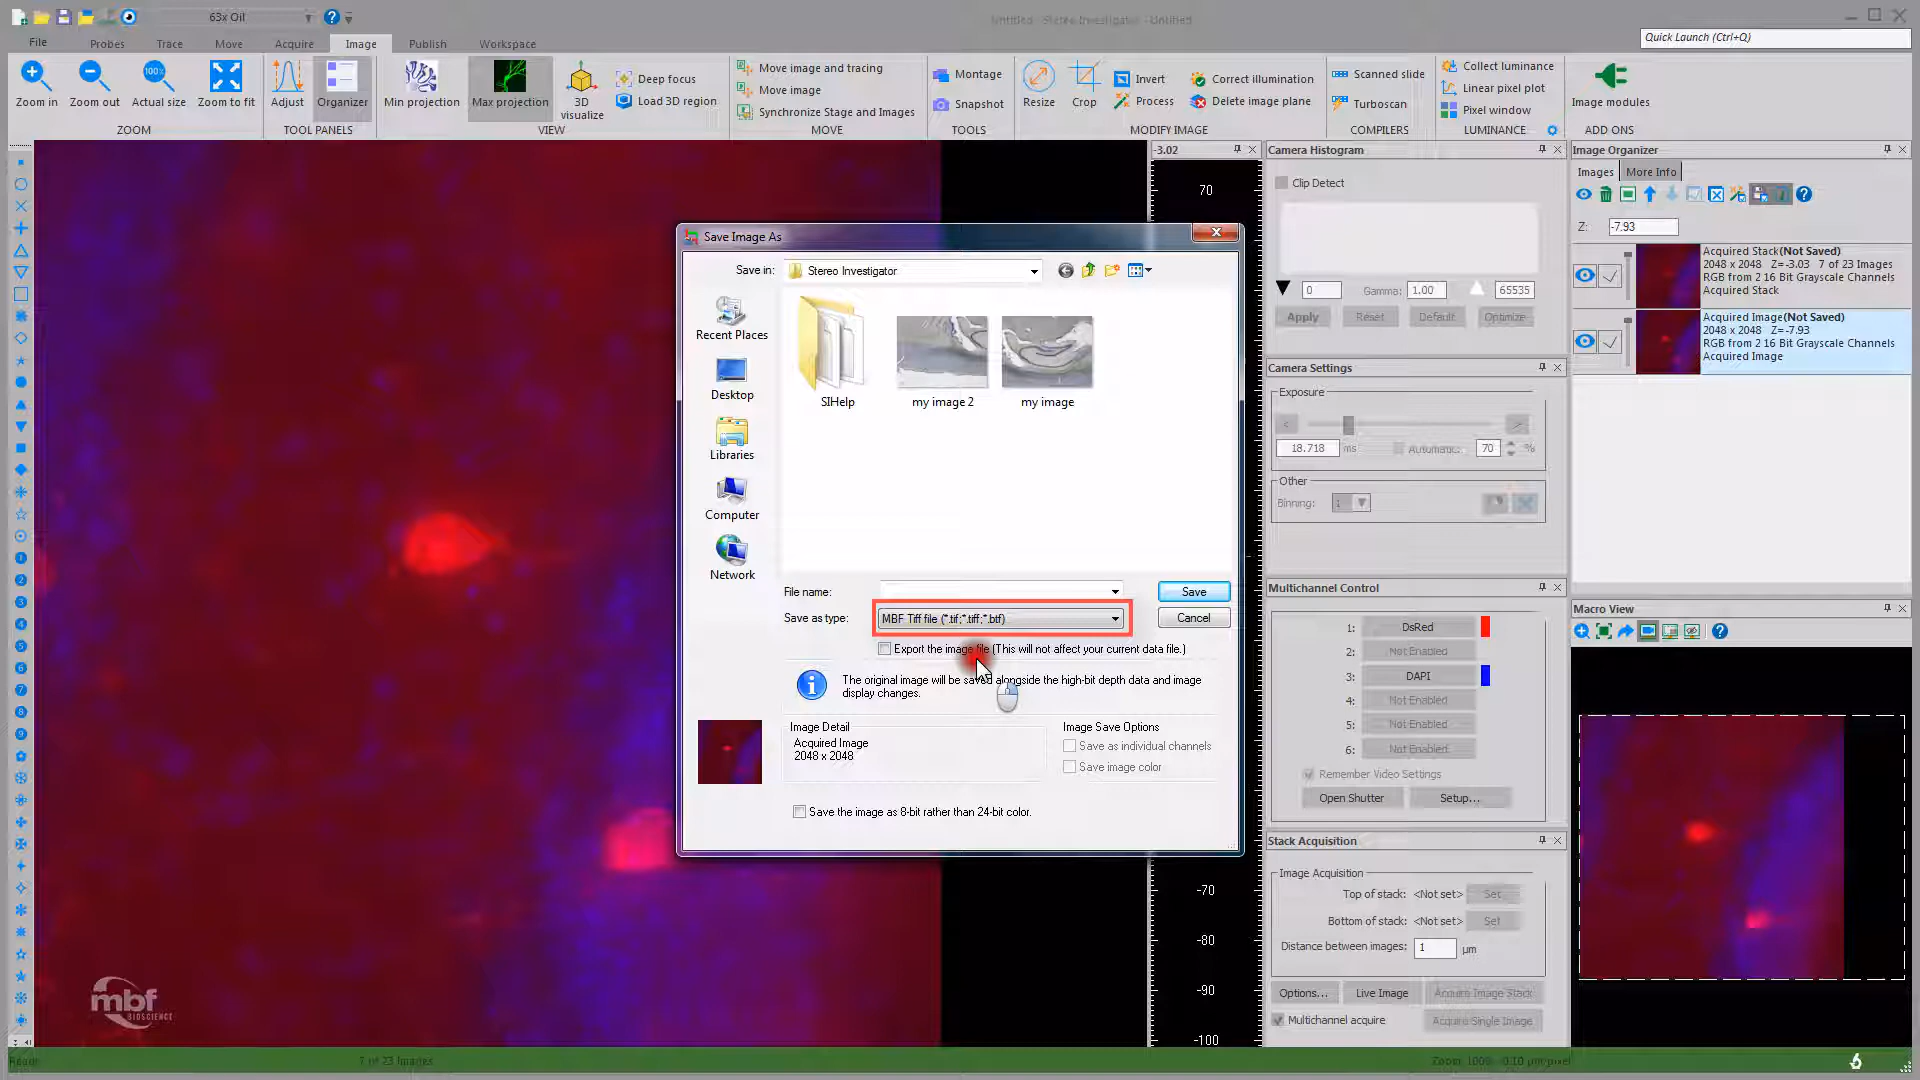 63x Oil
Untitled - Stereo Investigator - Untitled
File Probes Trace Move Acquire Image Publish Workspace
Quick Launch (Ctrl+Q)
Zoom in Zoom out Actual size Zoom to fit
100%
ZOOM
Adjust Organizer
TOOL PANELS
Min projection Max projection 3D visualize
Deep focus
Load 3D region
VIEW
Move image and tracing
Move image
Synchronize Stage and Images
MOVE
Montage
Snapshot
TOOLS
Resize Crop
Invert
Process
Correct illumination
Delete image plane
MODIFY IMAGE
Scanned slide
Turboscan
COMPILERS
Collect luminance
Linear pixel plot
Pixel window
LUMINANCE
Image modules
ADD ONS
-3.02
70
-70
-80
-90
-100
Save Image As
Save in: Stereo Investigator
Recent Places
Desktop
Libraries
Computer
Network
SIHelp my image 2 my image
File name:
Save
Save as type: MBF Tiff file (*.tif;*.tiff;*.btf)
Cancel
Export the image file (This will not affect your current data file.)
The original image will be saved alongside the high-bit depth data and image
display changes.
Image Detail
Acquired Image
2048 x 2048
Image Save Options
Save as individual channels
Save image color
Save the image as 8-bit rather than 24-bit color.
Camera Histogram
Clip Detect
0 Gamma: 1.00 65535
Apply Reset Default Optimize
Camera Settings
Exposure
< >
18.718 ms Automatic: 70 %
Other
Binning: 1
Multichannel Control
1: DsRed
2: Not Enabled
3: DAPI
4: Not Enabled
5: Not Enabled
6: Not Enabled
Remember Video Settings
Open Shutter Setup...
Stack Acquisition
Image Acquisition
Top of stack: <Not set> Set
Bottom of stack: <Not set> Set
Distance between images: 1 µm
Options... Live Image Acquire Image Stack
Multichannel acquire Acquire Single Image
Image Organizer
Images More Info
Z: -7.93
Acquired Stack(Not Saved)
2048 x 2048 Z=-3.03 7 of 23 Images
RGB from 2 16 Bit Grayscale Channels
Acquired Stack
Acquired Image(Not Saved)
2048 x 2048 Z=-7.93
RGB from 2 16 Bit Grayscale Channels
Acquired Image
Macro View
mbf
BIOSCIENCE
Ready
7 of 23 Images
Zoom: 100% 0.10 µm/pixel